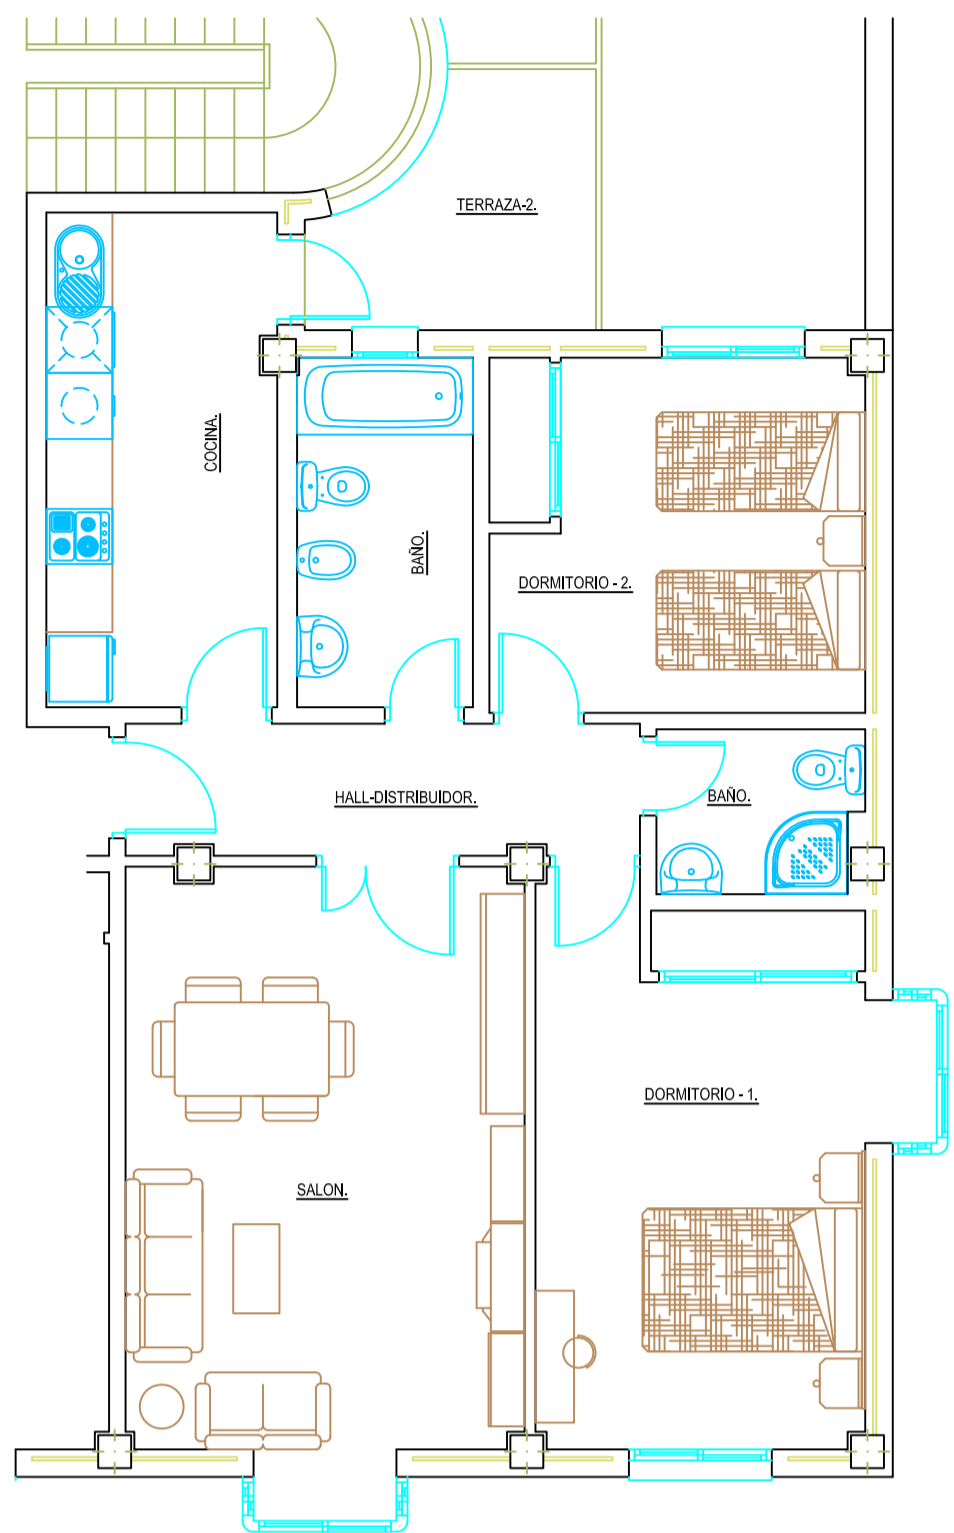 TERRAZA-2.
COCINA.
BAÑO.
DORMITORIO - 2.
HALL-DISTRIBUIDOR.
BAÑO.
DORMITORIO - 1.
SALON.